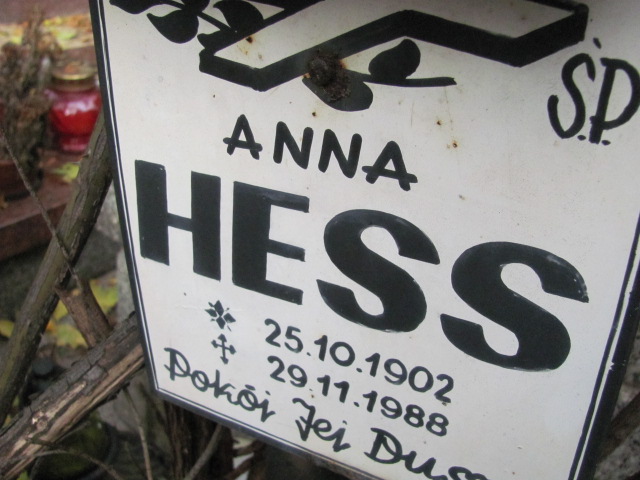 Ś.P.
ANNA
HESS
25.10.1902
29.11.1988
Pokój Jej